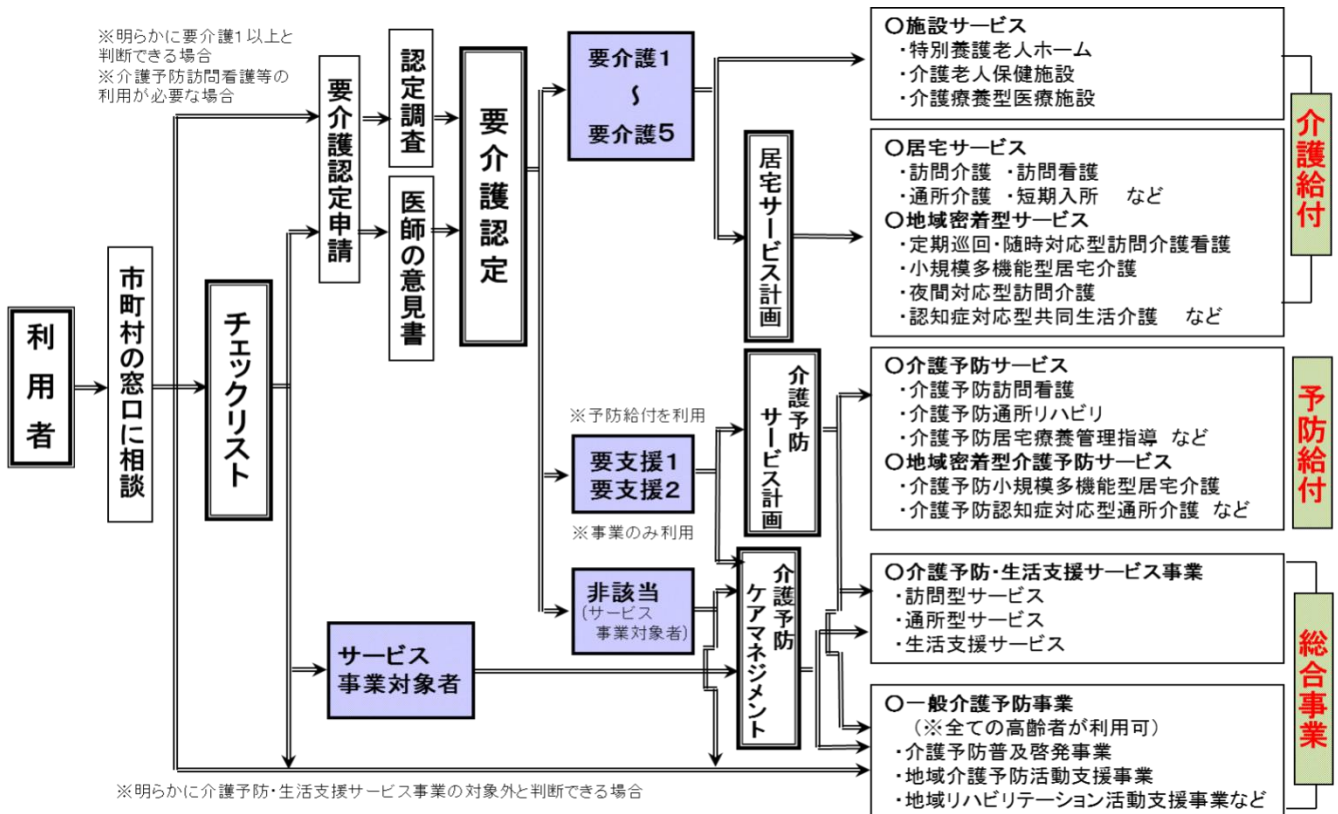 ※明らかに要介護1以上と
判断できる場合
※介護予防訪問看護等の
利用が必要な場合
利用者
市町村の窓口に相談
チェックリスト
要介護認定申請
認定調査
医師の意見書
要介護認定
要介護1
~
要介護5
※予防給付を利用
要支援1
要支援2
※事業のみ利用
非該当
(サービス
事業対象者)
サービス
事業対象者
居宅サービス計画
介護予防
サービス計画
介護予防
ケアマネジメント
○施設サービス
・特別養護老人ホーム
・介護老人保健施設
・介護療養型医療施設
○居宅サービス
・訪問介護 ・訪問看護
・通所介護 ・短期入所 など
○地域密着型サービス
・定期巡回・随時対応型訪問介護看護
・小規模多機能型居宅介護
・夜間対応型訪問介護
・認知症対応型共同生活介護 など
介護給付
○介護予防サービス
・介護予防訪問看護
・介護予防通所リハビリ
・介護予防居宅療養管理指導 など
○地域密着型介護予防サービス
・介護予防小規模多機能型居宅介護
・介護予防認知症対応型通所介護 など
予防給付
○介護予防・生活支援サービス事業
・訪問型サービス
・通所型サービス
・生活支援サービス
○一般介護予防事業
(※全ての高齢者が利用可)
・介護予防普及啓発事業
・地域介護予防活動支援事業
・地域リハビリテーション活動支援事業など
総合事業
※明らかに介護予防・生活支援サービス事業の対象外と判断できる場合